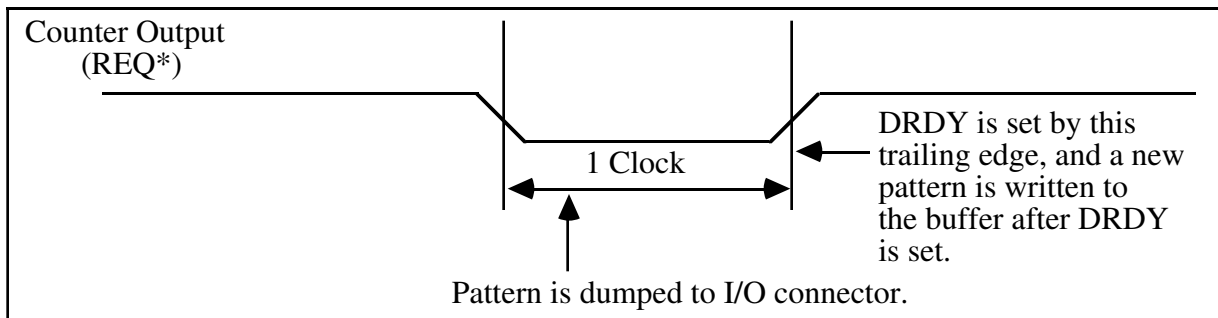 Counter Output
(REQ*)
1 Clock
DRDY is set by this
trailing edge, and a new
pattern is written to
the buffer after DRDY
is set.
Pattern is dumped to I/O connector.